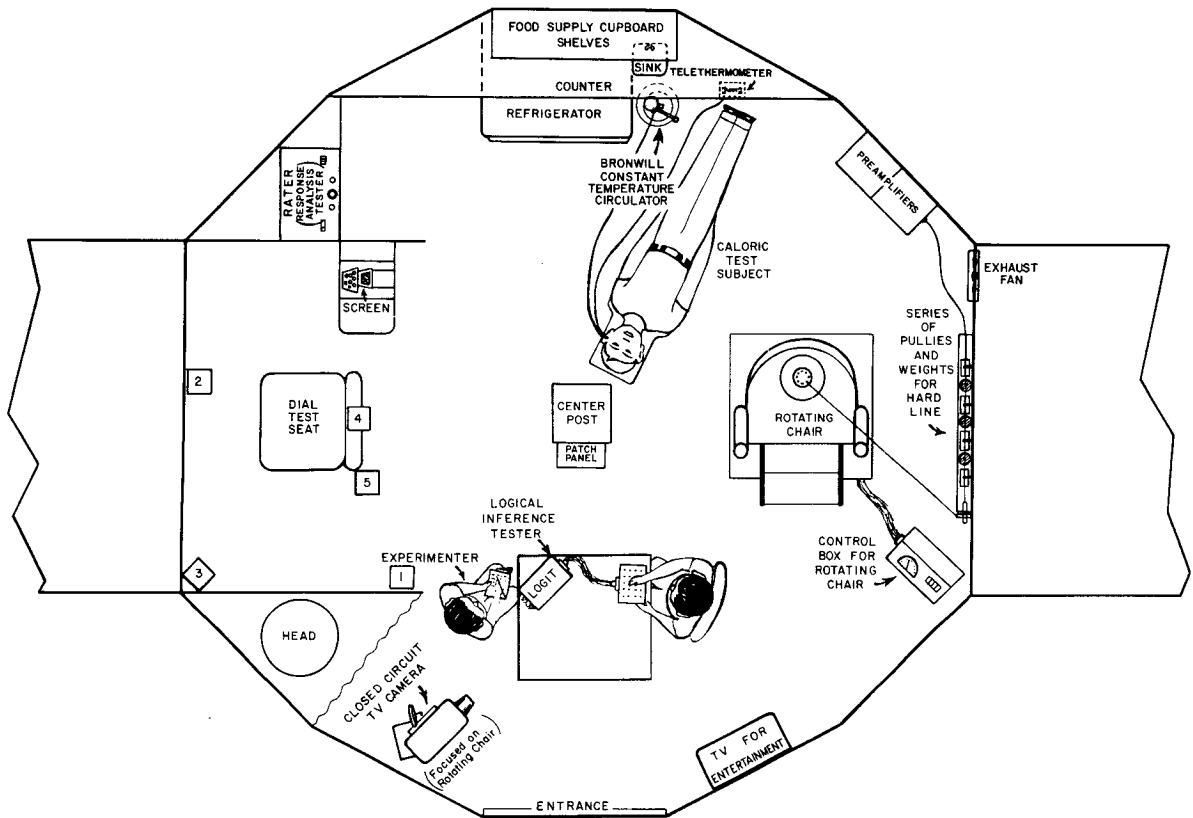 FOOD SUPPLY CUPBOARD
SHELVES
SINK
TELETHERMOMETER
COUNTER
REFRIGERATOR
BRONWILL
CONSTANT
TEMPERATURE
CIRCULATOR
PREAMPLIFIERS
RATER
(RESPONSE
ANALYSIS
TESTER)
CALORIC
TEST
SUBJECT
EXHAUST
FAN
SCREEN
SERIES
OF
PULLIES
AND
WEIGHTS
FOR
HARD
LINE
2
DIAL
TEST
SEAT
4
5
CENTER
POST
PATCH
PANEL
ROTATING
CHAIR
LOGICAL
INFERENCE
TESTER
EXPERIMENTER
LOGIT
CONTROL
BOX FOR
ROTATING
CHAIR
3
1
HEAD
CLOSED CIRCUIT
TV CAMERA
(Focused on
Rotating Chair)
TV FOR
ENTERTAINMENT
ENTRANCE